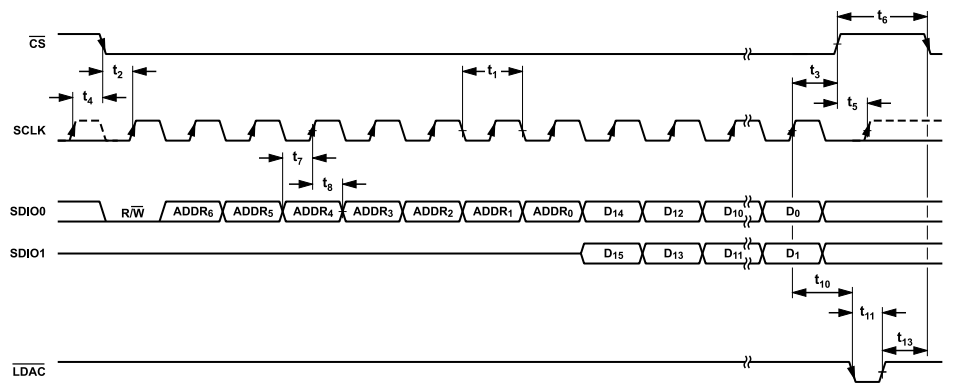 t6
CS
t2
t1
t3
t4
t5
SCLK
t7
t8
SDIO0 R/W ADDR6 ADDR5 ADDR4 ADDR3 ADDR2 ADDR1 ADDR0 D14 D12 D10 D0
SDIO1 D15 D13 D11 D1
t10
t11
t13
LDAC